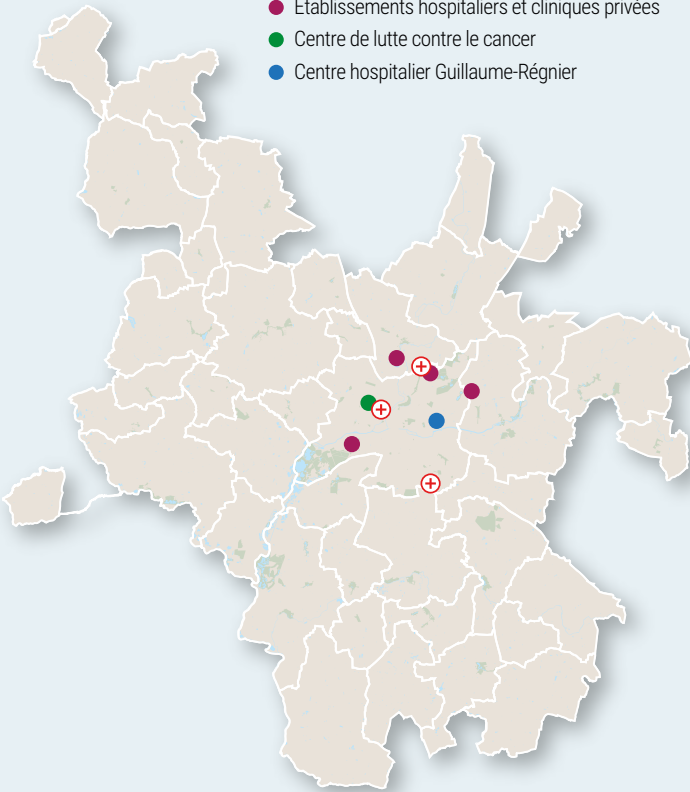 Établissements hospitaliers et cliniques privées
Centre de lutte contre le cancer
Centre hospitalier Guillaume-Régnier